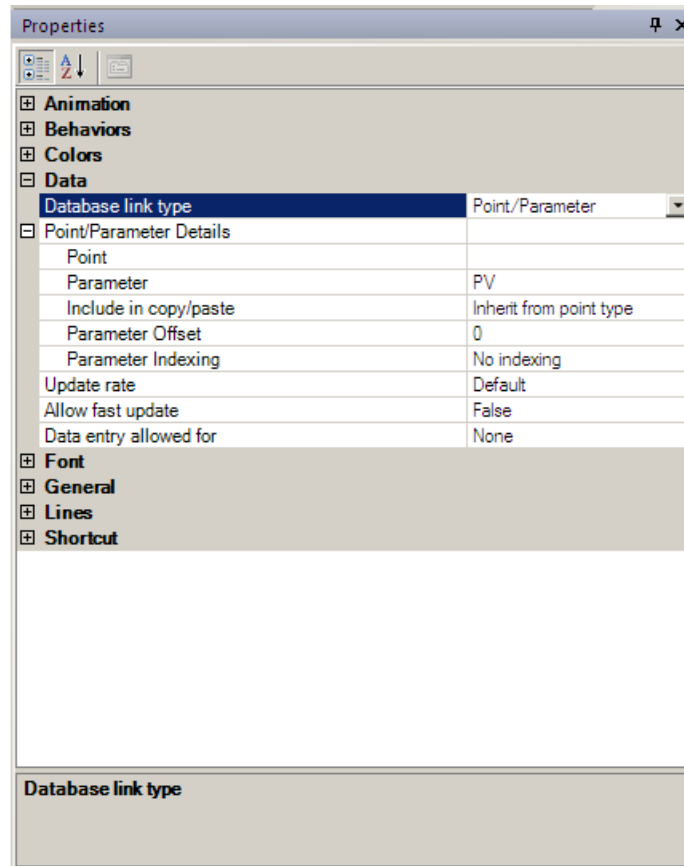 Properties
Animation
Behaviors
Colors
Data
Database link type Point/Parameter
Point/Parameter Details
Point
Parameter PV
Include in copy/paste Inherit from point type
Parameter Offset 0
Parameter Indexing No indexing
Update rate Default
Allow fast update False
Data entry allowed for None
Font
General
Lines
Shortcut
Database link type